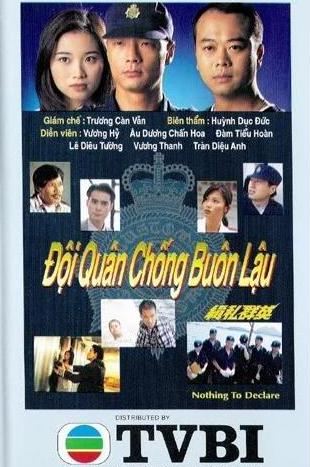 Giám chế : Trương Càn Văn Biên thẩm : Huỳnh Dục Đức
Diễn viên : Vương Hỷ Âu Dương Chấn Hoa Đàm Tiểu Hoàn
Lê Diêu Tường Vương Thanh Trần Diệu Anh
Đội Quân Chống Buôn Lậu
緝私群英
Nothing To Declare
DISTRIBUTED BY
TVBI